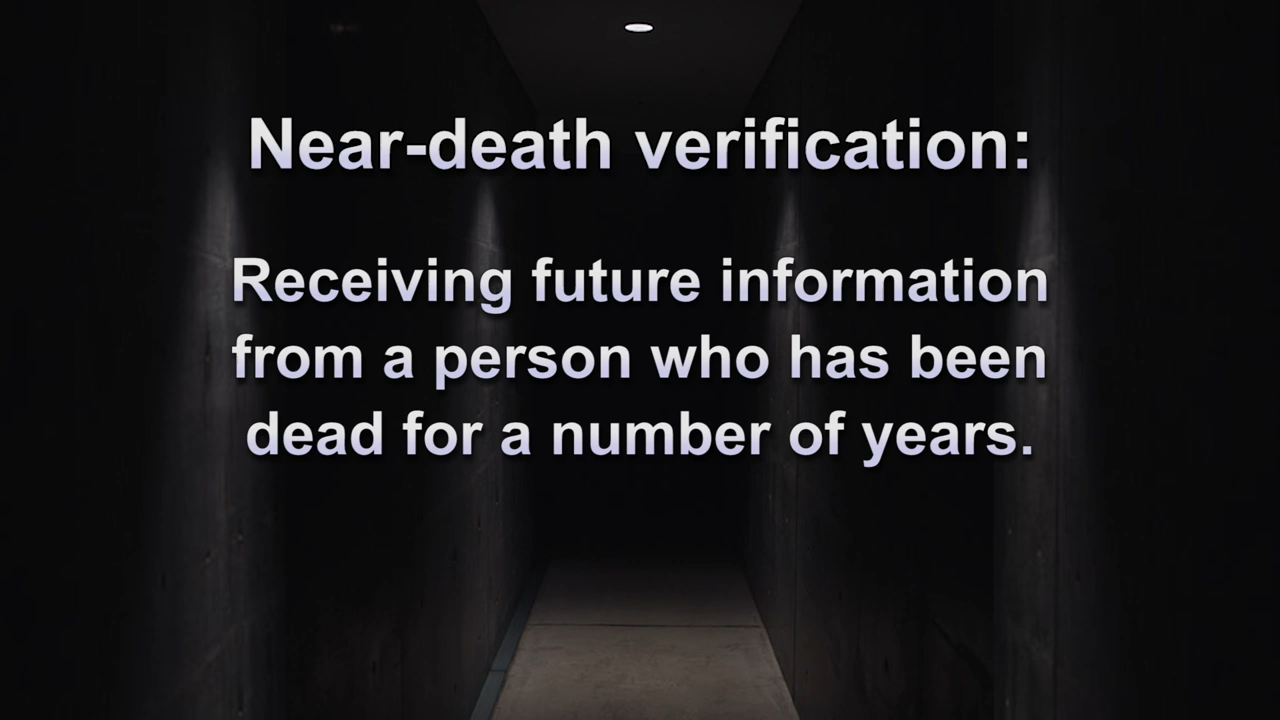 Near-death verification:
Receiving future information
from a person who has been
dead for a number of years.